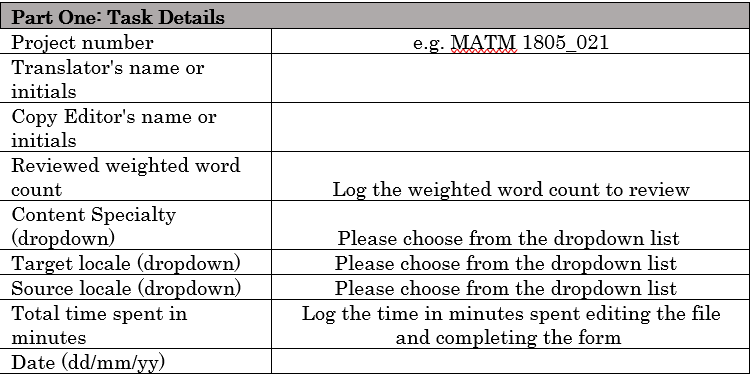 Part One: Task Details
Project number
e.g. MATM 1805_021
Translator's name or
initials
Copy Editor's name or
initials
Reviewed weighted word
count
Log the weighted word count to review
Content Specialty
(dropdown)
Please choose from the dropdown list
Target locale (dropdown)
Please choose from the dropdown list
Source locale (dropdown)
Please choose from the dropdown list
Total time spent in
minutes
Log the time in minutes spent editing the file
and completing the form
Date (dd/mm/yy)